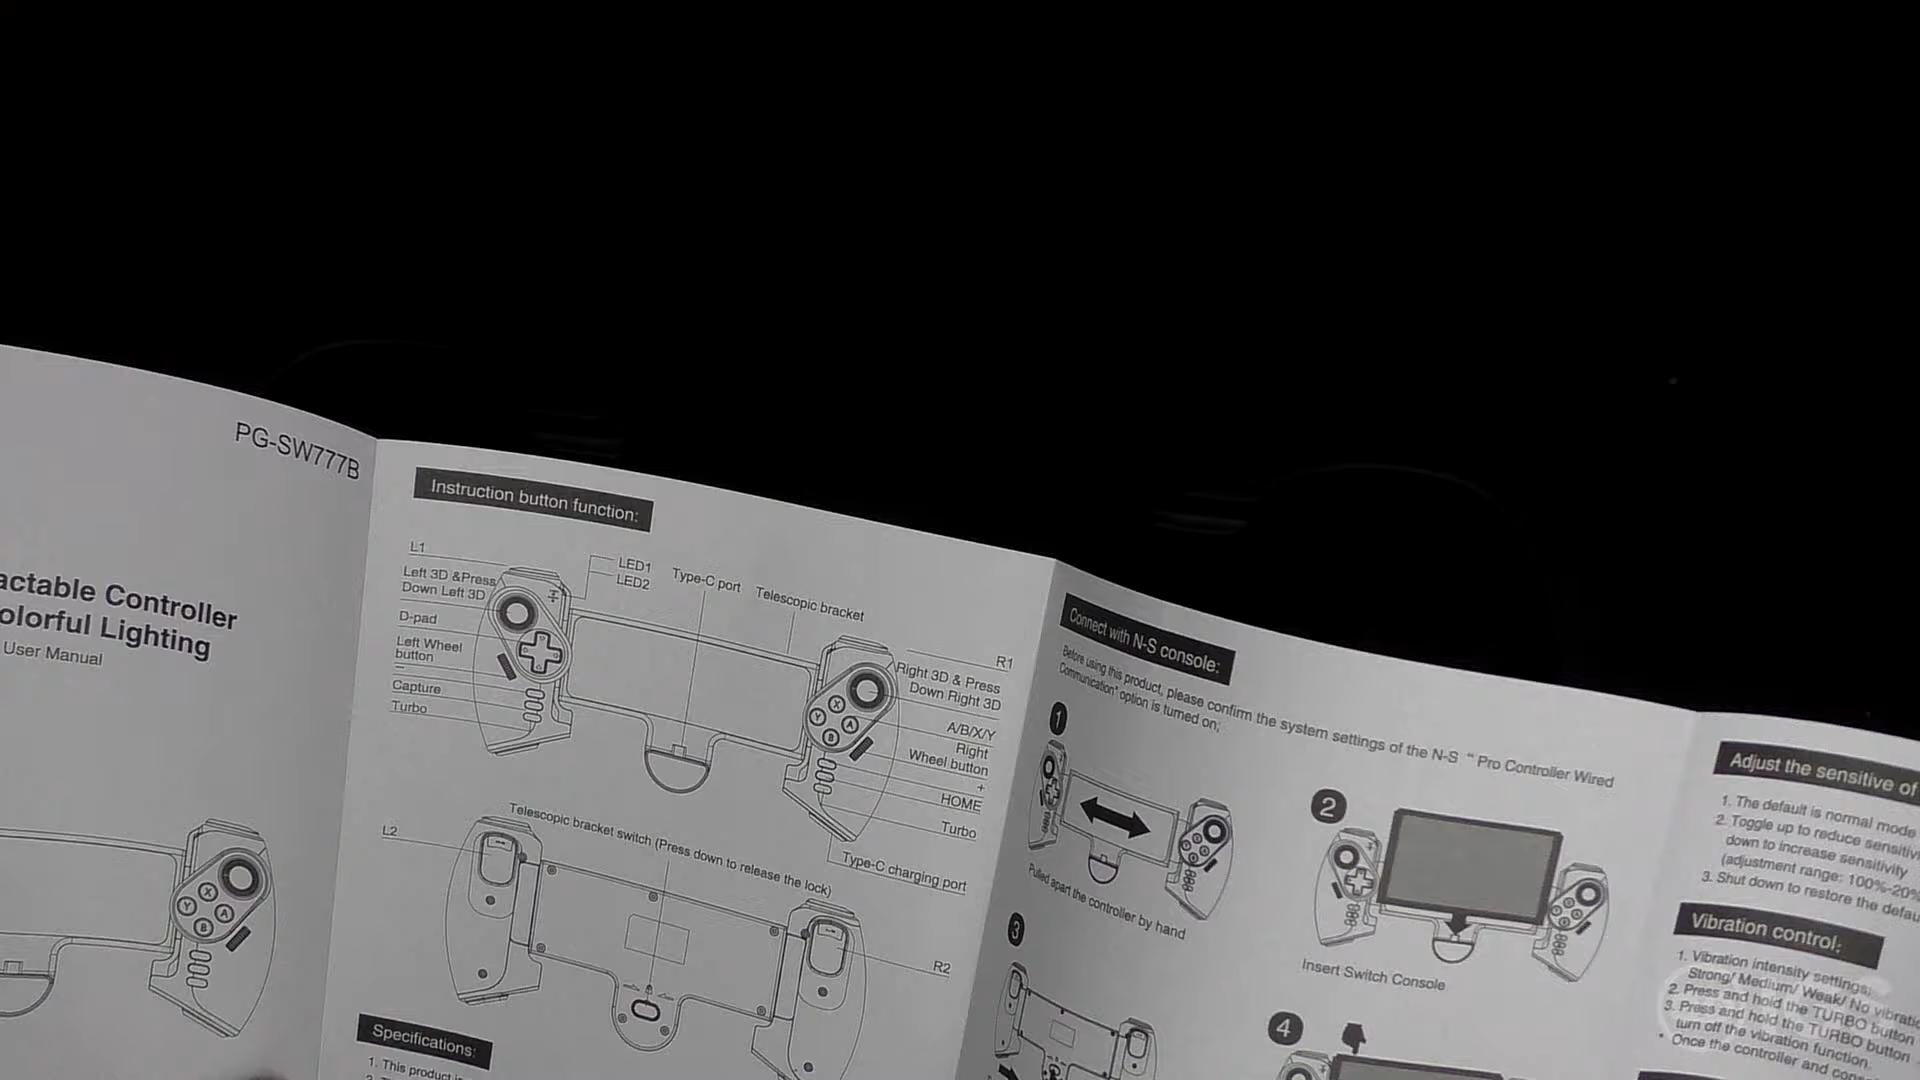 PG-SW777B
actable Controller
olorful Lighting
User Manual
X
Y
A
B
Instruction button function:
L1
Left 3D &Press
Down Left 3D
D-pad
Left Wheel
button
−
Capture
Turbo
LED1
LED2
Type-C port
Telescopic bracket
X
Y
A
B
R1
Right 3D & Press
Down Right 3D
A/B/X/Y
Right
Wheel button
+
HOME
Turbo
Type-C charging port
Telescopic bracket switch (Press down to release the lock)
L2
R2
Specifications:
1. This product
Connect with N-S console:
Before using this product, please confirm the system settings of the N-S “ Pro Controller Wired
Communication" option is turned on;
1
Pulled apart the controller by hand
2
Insert Switch Console
3
4
Adjust the sensitive of
1. The default is normal mode
2. Toggle up to reduce
down to increase sensitivity
(adjustment range: 100%-20%
3. Shut down to restore the
Vibration control:
1. Vibration intensity settings:
Strong/ Medium/ Weak/ No
2. Press and hold the TURBO button
3. Press and hold the TURBO button
turn off the vibration function.
* Once the controller and